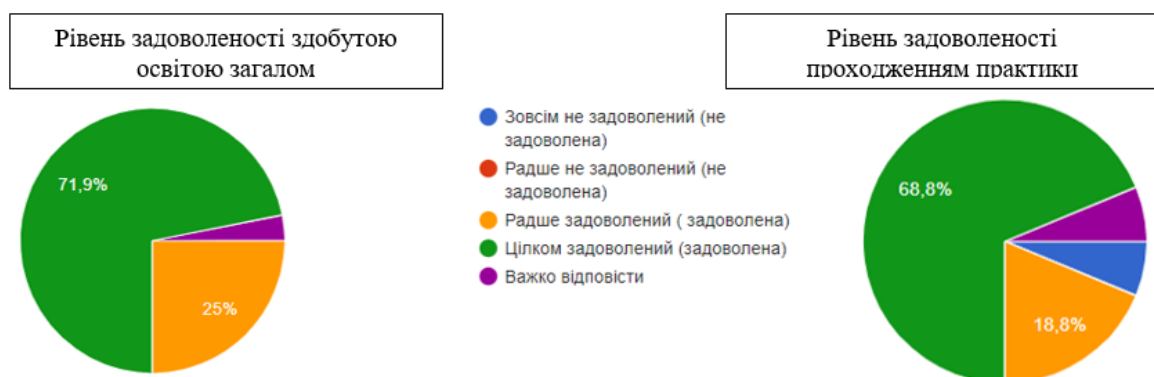 Рівень задоволеності здобутою
освітою загалом
Рівень задоволеності
проходженням практики
71,9%
25%
Зовсім не задоволений (не
задоволена)
Радше не задоволений (не
задоволена)
Радше задоволений ( задоволена)
Цілком задоволений (задоволена)
Важко відповісти
68,8%
18,8%